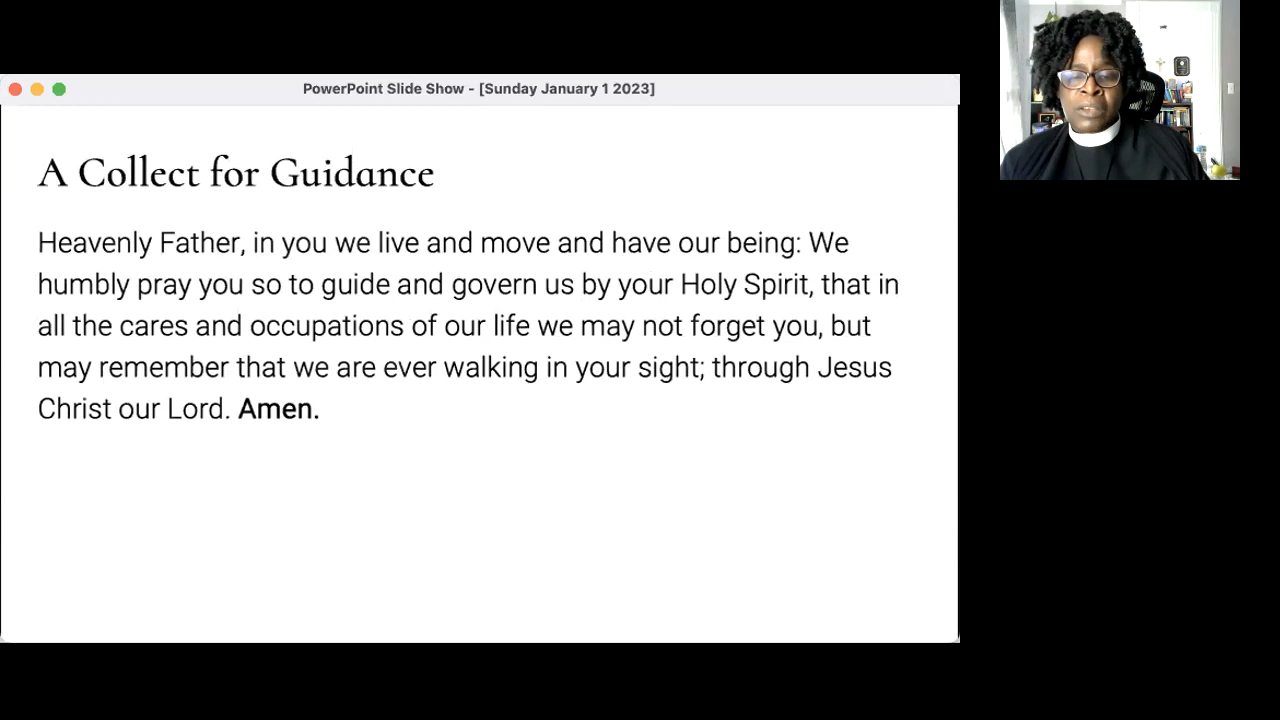 PowerPoint Slide Show - [Sunday January 1 2023]
A Collect for Guidance
Heavenly Father, in you we live and move and have our being: We
humbly pray you so to guide and govern us by your Holy Spirit, that in
all the cares and occupations of our life we may not forget you, but
may remember that we are ever walking in your sight; through Jesus
Christ our Lord. Amen.